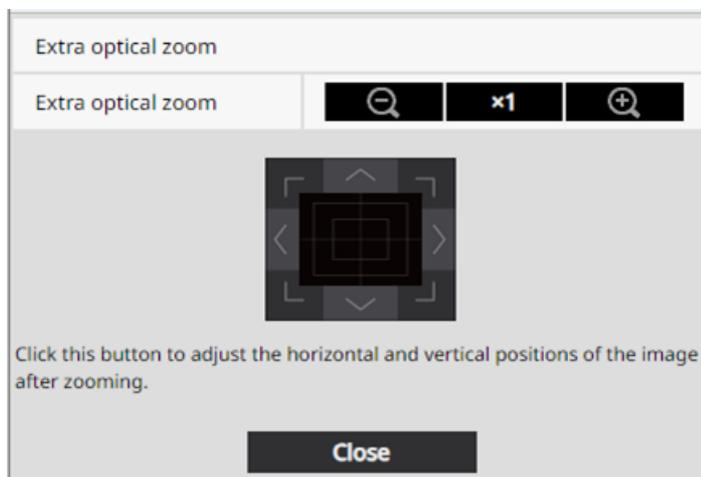 Extra optical zoom
Extra optical zoom
×1
Click this button to adjust the horizontal and vertical positions of the image
after zooming.
Close